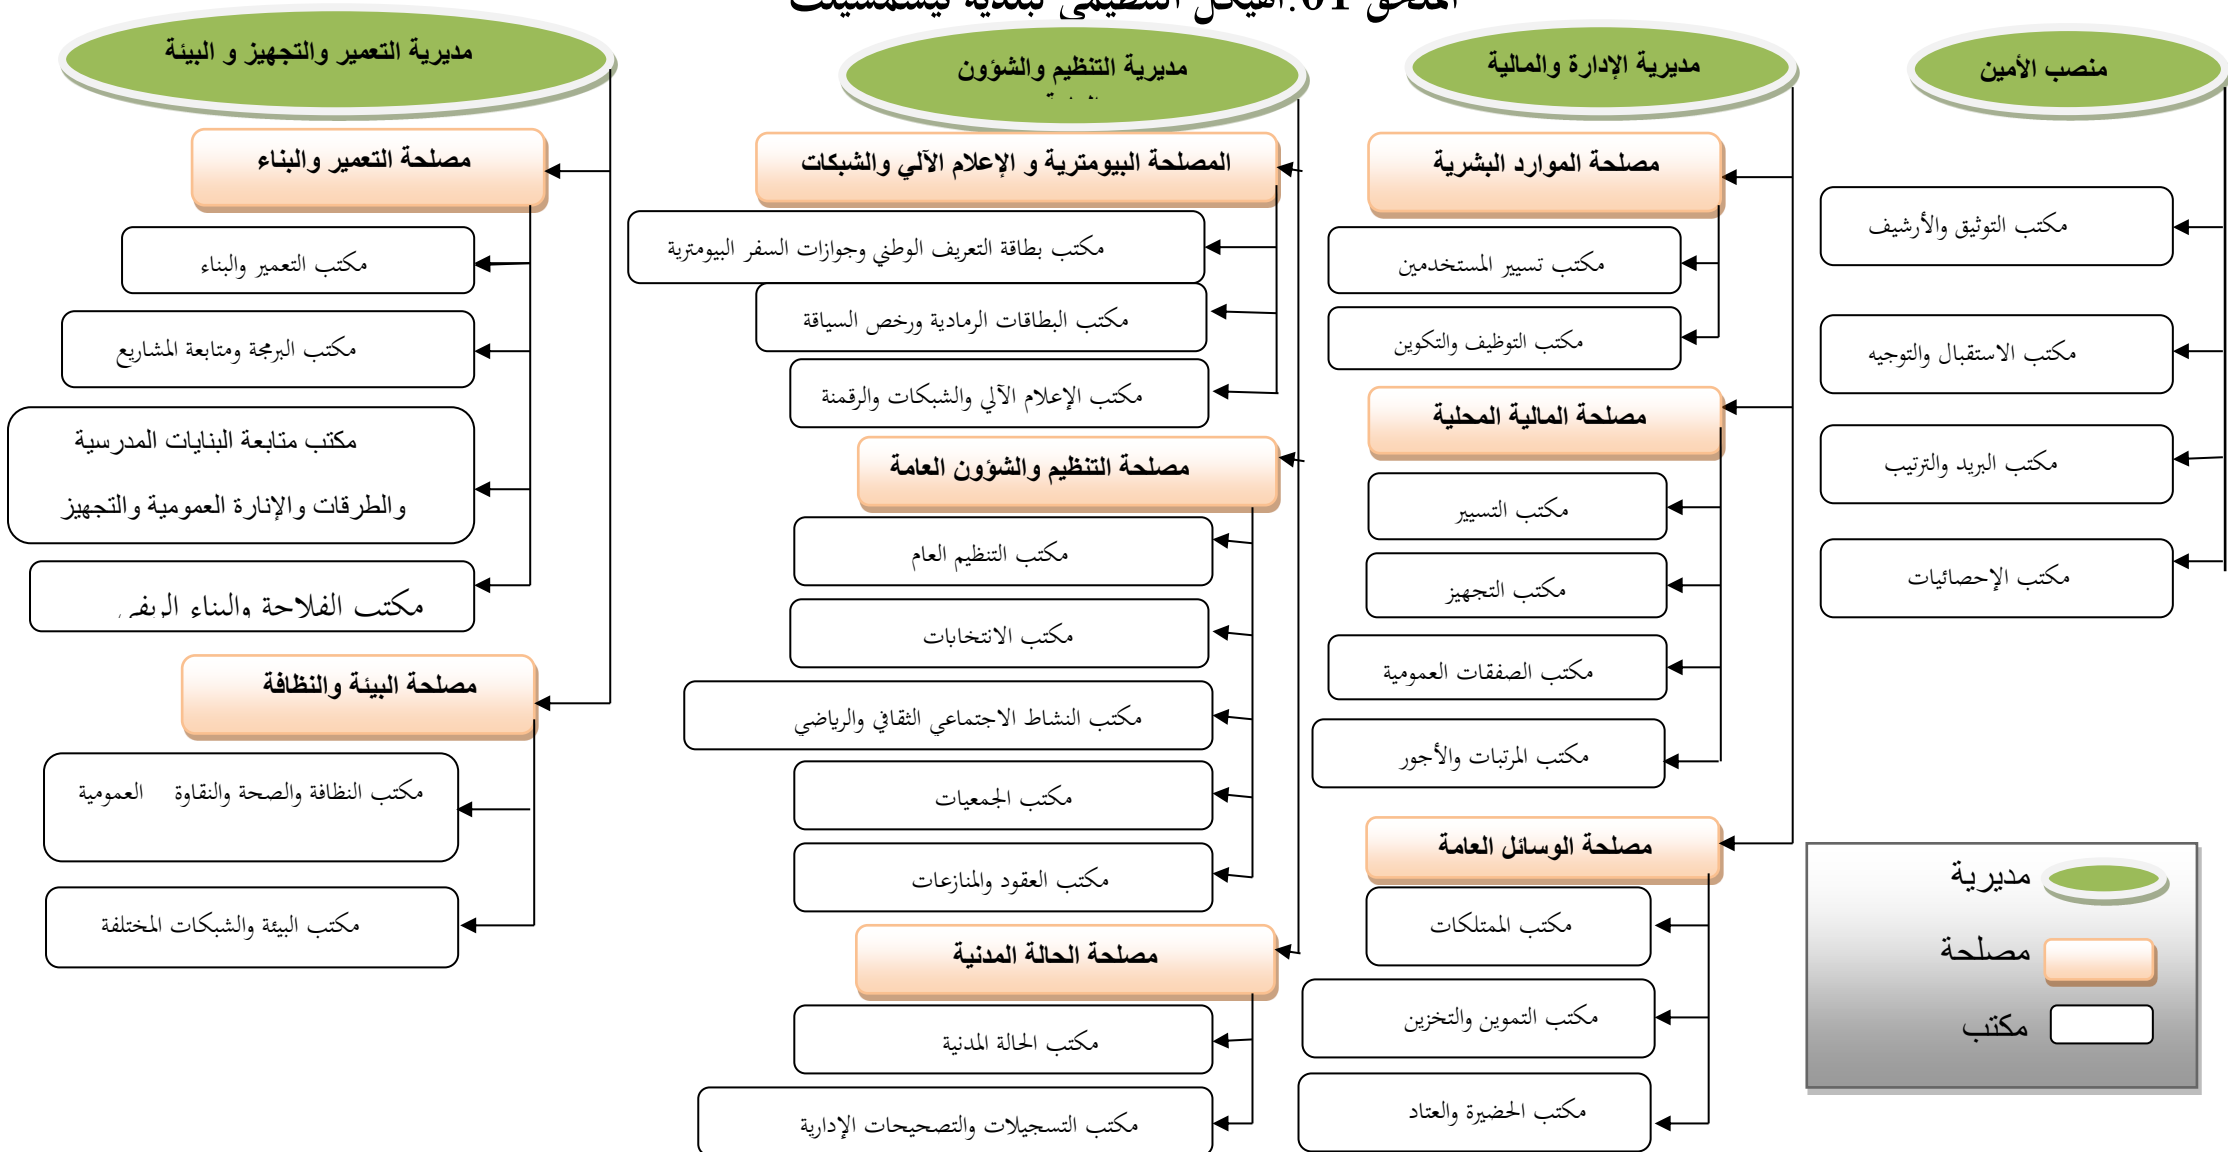 الملحق 01: الهيكل التنظيمي لبلدية تيسمسيلت
منصب الأمين
مكتب التوثيق والأرشيف
مكتب الاستقبال والتوجيه
مكتب البريد والترتيب
مكتب الإحصائيات
مديرية الإدارة والمالية
مصلحة الموارد البشرية
مكتب تسيير المستخدمين
مكتب التوظيف والتكوين
مصلحة المالية المحلية
مكتب التسيير
مكتب التجهيز
مكتب الصفقات العمومية
مكتب المرتبات والأجور
مصلحة الوسائل العامة
مكتب الممتلكات
مكتب التموين والتخزين
مكتب الحضيرة والعتاد
مديرية التنظيم والشؤون
المصلحة البيومترية و الإعلام الآلي والشبكات
مكتب بطاقة التعريف الوطني وجوازات السفر البيومترية
مكتب البطاقات الرمادية ورخص السياقة
مكتب الإعلام الآلي والشبكات والرقمنة
مصلحة التنظيم والشؤون العامة
مكتب التنظيم العام
مكتب الانتخابات
مكتب النشاط الاجتماعي الثقافي والرياضي
مكتب الجمعيات
مكتب العقود والمنازعات
مصلحة الحالة المدنية
مكتب الحالة المدنية
مكتب التسجيلات والتصحيحات الإدارية
مديرية التعمير والتجهيز و البيئة
مصلحة التعمير والبناء
مكتب التعمير والبناء
مكتب البرمجة ومتابعة المشاريع
مكتب متابعة البنايات المدرسية
والطرقات والإنارة العمومية والتجهيز
مكتب الفلاحة والبناء الريفي
مصلحة البيئة والنظافة
مكتب النظافة والصحة والنقاوة العمومية
مكتب البيئة والشبكات المختلفة
مديرية
مصلحة
مكتب